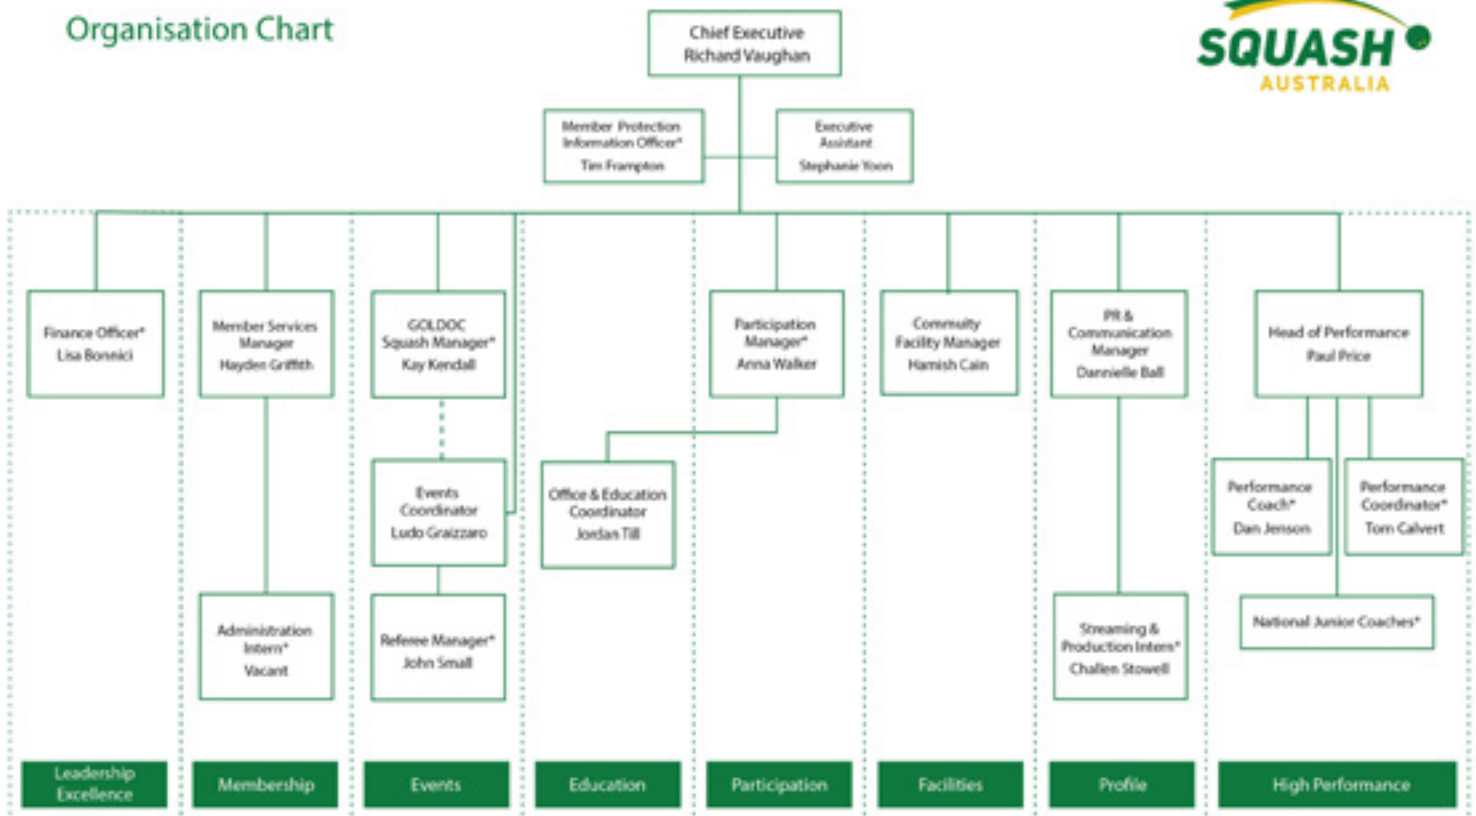 Organisation Chart
SQUASH
AUSTRALIA
Chief Executive
Richard Vaughan
Member Protection
Information Officer*
Tim Frampton
Executive
Assistant
Stephanie Yoon
Finance Officer*
Lisa Bonnici
Member Services
Manager
Hayden Griffith
GOLDOC
Squash Manager*
Kay Kendall
Participation
Manager*
Anna Walker
Commuity
Facility Manager
Hamish Cain
PR &
Communication
Manager
Dannielle Ball
Head of Performance
Paul Price
Events
Coordinator
Ludo Graizzaro
Office & Education
Coordinator
Jordan Till
Performance
Coach*
Dan Jenson
Performance
Coordinator*
Tom Calvert
Administration
Intern*
Vacant
Referee Manager*
John Small
Streaming &
Production Intern*
Challen Stowell
National Junior Coaches*
Leadership
Excellence
Membership
Events
Education
Participation
Facilities
Profile
High Performance